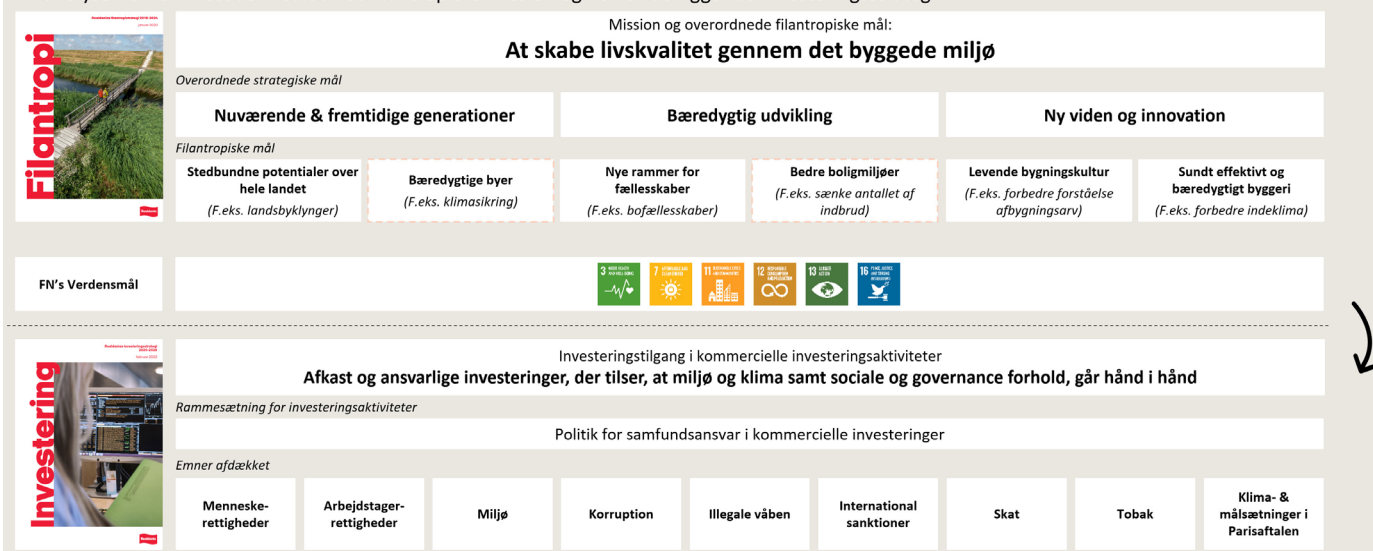 Mission og overordnede filantropiske mål:
At skabe livskvalitet gennem det byggede miljø
Filantropi
Overordnede strategiske mål
Nuværende & fremtidige generationer
Bæredygtig udvikling
Ny viden og innovation
Filantropiske mål
Stedbundne potentialer over
hele landet
(F.eks. landsbyklynger)
Bæredygtige byer
(F.eks. klimasikring)
Nye rammer for
fællesskaber
(F.eks. bofællesskaber)
Bedre boligmiljøer
(F.eks. sænke antallet af
indbrud)
Levende bygningskultur
(F.eks. forbedre forståelse
afbygningsarv)
Sundt effektivt og
bæredygtigt byggeri
(F.eks. forbedre indeklima)
FN's Verdensmål
3
7
11
12
13
16
Investering
Investeringstilgang i kommercielle investeringsaktiviteter
Afkast og ansvarlige investeringer, der tilser, at miljø og klima samt sociale og governance forhold, går hånd i hånd
Rammesætning for investeringsaktiviteter
Politik for samfundsansvar i kommercielle investeringer
Emner afdækket
Menneske-
rettigheder
Arbejdstager-
rettigheder
Miljø
Korruption
Illegale våben
International
sanktioner
Skat
Tobak
Klima- &
målsætninger i
Parisaftalen